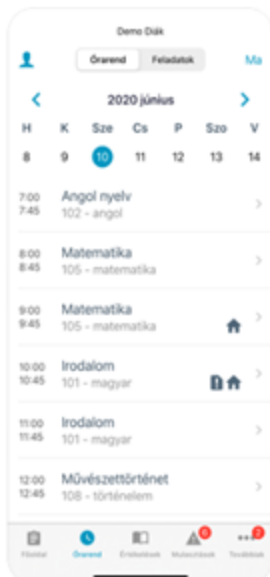 Demo Diák
Órarend Feladatok Ma
2020 június
H K Sze Cs P Szo V
8 9 10 11 12 13 14
7:00 Angol nyelv
7:45 102 - angol
8:00 Matematika
8:45 105 - matematika
9:00 Matematika
9:45 105 - matematika
10:00 Irodalom
10:45 101 - magyar
11:00 Irodalom
11:45 101 - magyar
12:00 Művészettörténet
12:45 108 - történelem
Főoldal Órarend Értékelések Mulasztások Továbbiak